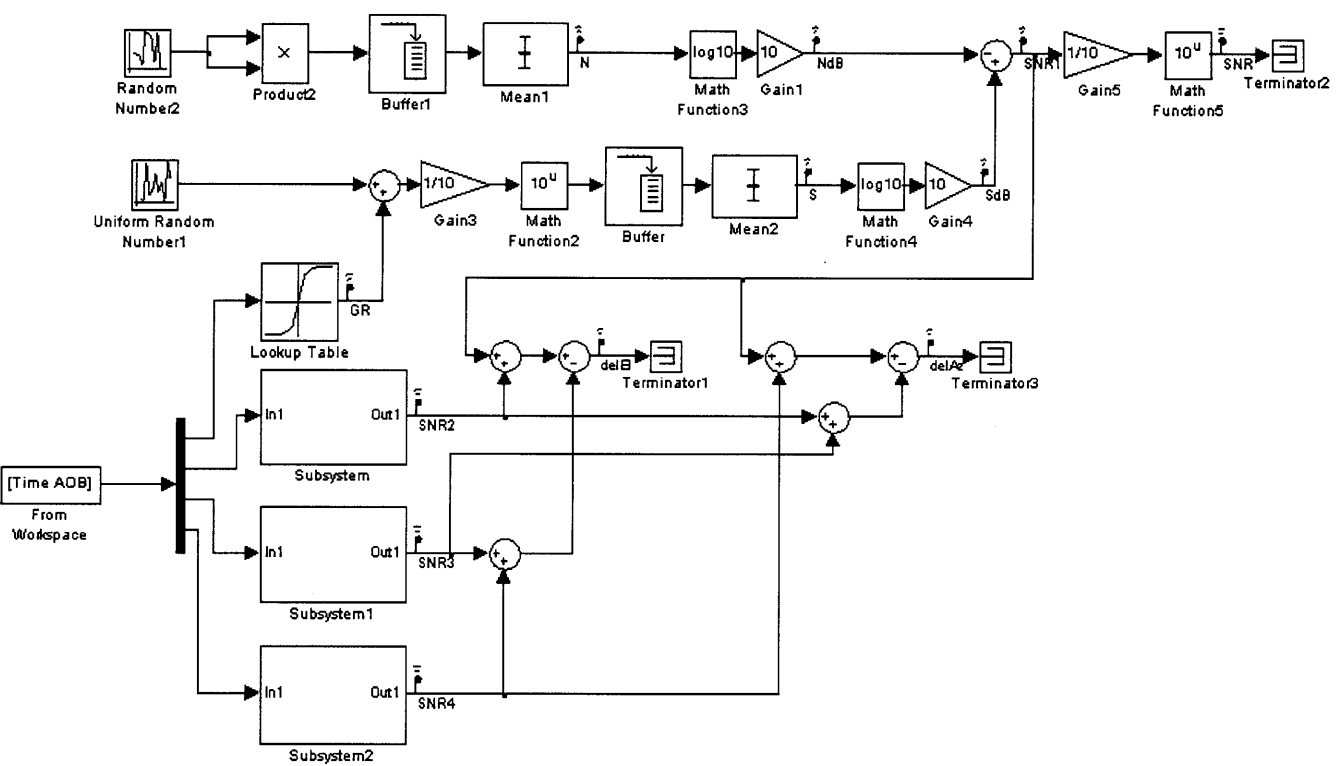 Random
Number2
×
Product2
Buffer1
Mean1
N
log10
Math
Function3
10
Gain1
NdB
SNR1
1/10
Gain5
10^u
Math
Function5
SNR
Terminator2
Uniform Random
Number1
1/10
Gain3
10^u
Math
Function2
Buffer
Mean2
S
log10
Math
Function4
10
Gain4
SdB
GR
Lookup Table
delEl
Terminator1
delAz
Terminator3
In1
Out1
SNR2
Subsystem
[Time AOB]
From
Workspace
In1
Out1
SNR3
Subsystem1
In1
Out1
SNR4
Subsystem2